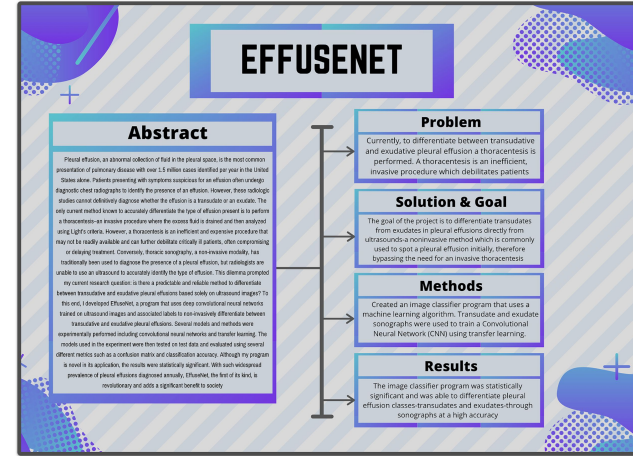 EFFUSENET
Abstract
Pleural effusion, an abnormal collection of fluid in the pleural space, is the most common
presentation of pulmonary disease with over 1.5 million cases identified per year in the United
States alone. Patients presenting with symptoms suspicious for an effusion often undergo
diagnostic chest radiographs to identify the presence of an effusion. However, these radiologic
studies cannot definitively diagnose whether the effusion is a transudate or an exudate. The
only current method known to accurately differentiate the type of effusion present is to perform
a thoracentesis–an invasive procedure where the excess fluid is drained and then analyzed
using Light's criteria. However, a thoracentesis is an inefficient and expensive procedure that
may not be readily available and can further debilitate critically ill patients, often compromising
or delaying treatment. Conversely, thoracic sonography, a non-invasive modality, has
traditionally been used to diagnose the presence of a pleural effusion, but radiologists are
unable to use an ultrasound to accurately identify the type of effusion. This dilemma prompted
my current research question: is there a predictable and reliable method to differentiate
between transudative and exudative pleural effusions based solely on ultrasound images? To
this end, I developed EffuseNet, a program that uses deep convolutional neural networks
trained on ultrasound images and associated labels to non-invasively differentiate between
transudative and exudative pleural effusions. Several models and methods were
experimentally performed including convolutional neural networks and transfer learning. The
models used in the experiment were then tested on test data and evaluated using several
different metrics such as a confusion matrix and classification accuracy. Although my program
is novel in its application, the results were statistically significant. With such widespread
prevalence of pleural effusions diagnosed annually, EffuseNet, the first of its kind, is
revolutionary and adds a significant benefit to society
Problem
Currently, to differentiate between transudative
and exudative pleural effusion a thoracentesis is
performed. A thoracentesis is an inefficient,
invasive procedure which debilitates patients
Solution & Goal
The goal of the project is to differentiate transudates
from exudates in pleural effusions directly from
ultrasounds-a noninvasive method which is commonly
used to spot a pleural effusion initially, therefore
bypassing the need for an invasive thoracentesis
Methods
Created an image classifier program that uses a
machine learning algorithm. Transudate and exudate
sonographs were used to train a Convolutional
Neural Network (CNN) using transfer learning.
Results
The image classifier program was statistically
significant and was able to differentiate pleural
effusion classes-transudates and exudates-through
sonographs at a high accuracy